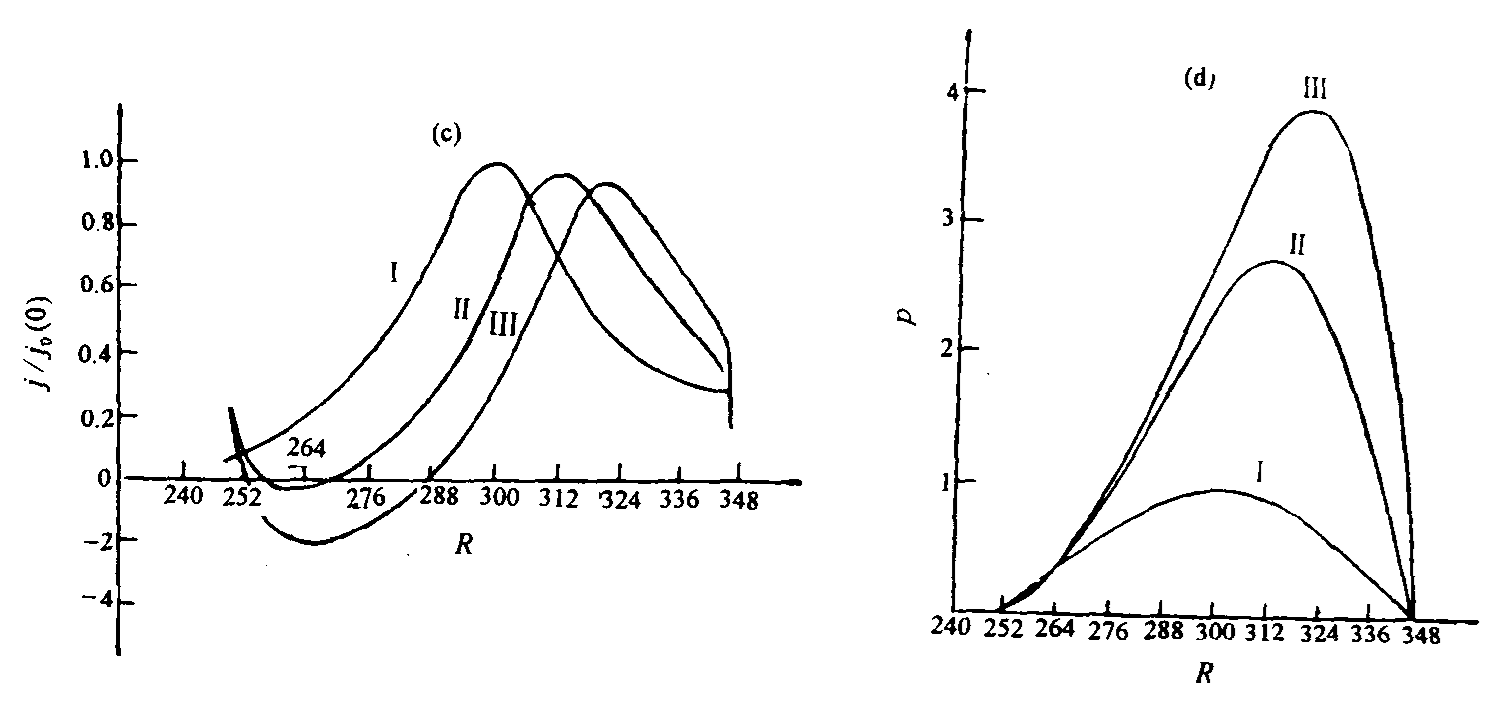 (c)
1.0
0.8
0.6
0.4
0.2
0
−2
−4
j/j₀(0)
I
II
III
264
240 252 276 288 300 312 324 336 348
R
(d)
4
3
2
1
P
III
II
I
240 252 264 276 288 300 312 324 336 348
R